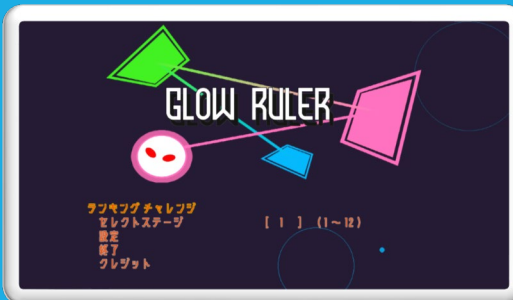 GLOW RULER
ランキングチャレンジ
セレクトステージ [ 1 ] (1～12)
設定
終了
クレジット